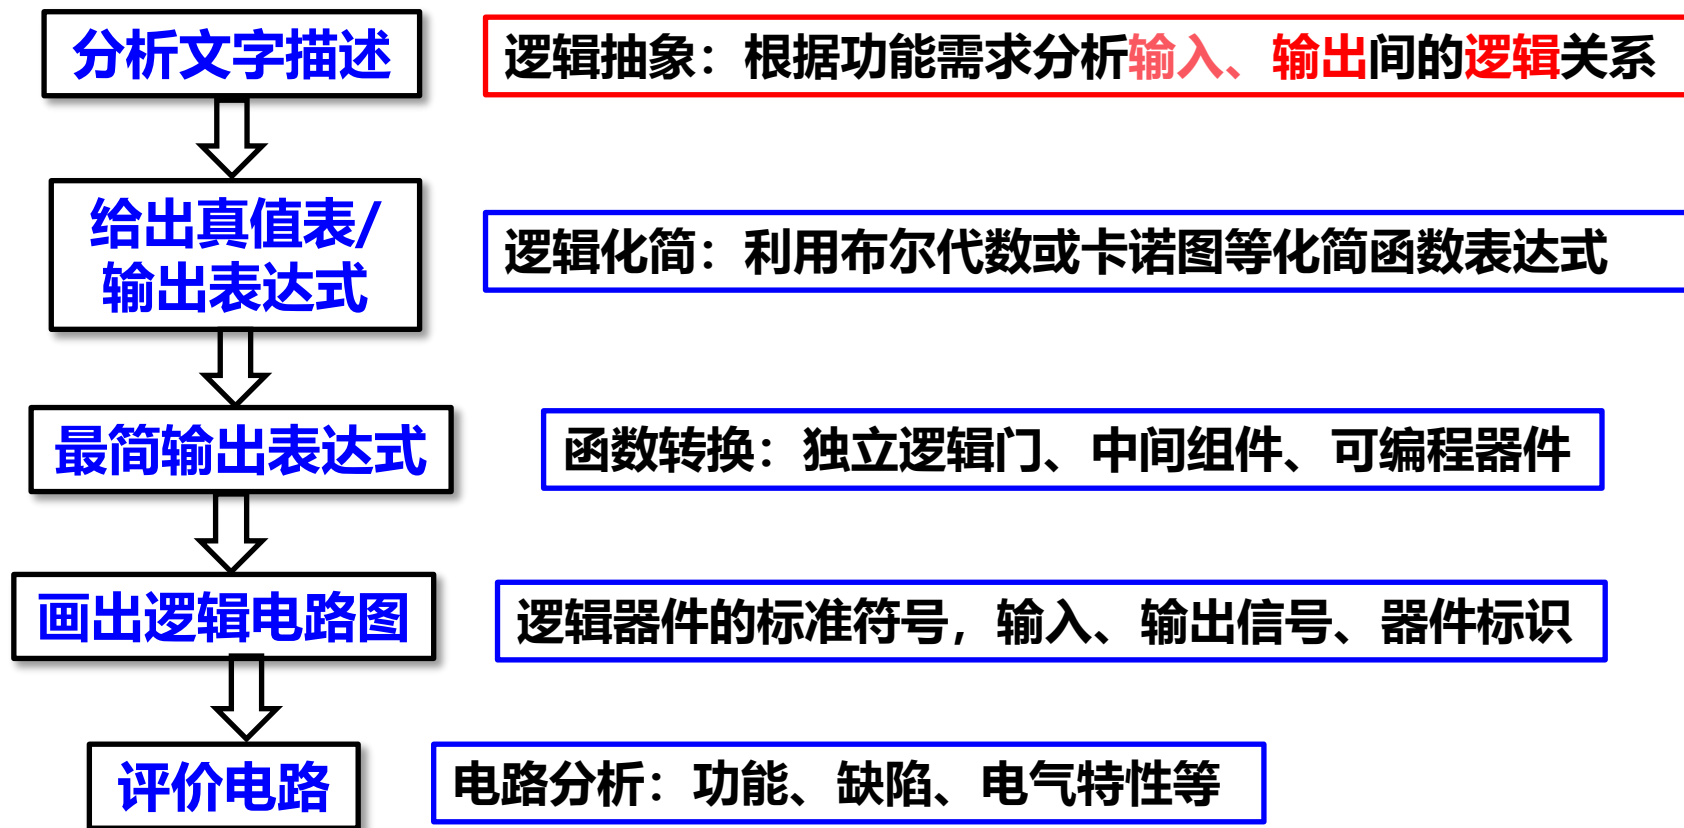 分析文字描述
逻辑抽象：根据功能需求分析输入、输出间的逻辑关系
给出真值表/
输出表达式
逻辑化简：利用布尔代数或卡诺图等化简函数表达式
最简输出表达式
函数转换：独立逻辑门、中间组件、可编程器件
画出逻辑电路图
逻辑器件的标准符号，输入、输出信号、器件标识
评价电路
电路分析：功能、缺陷、电气特性等